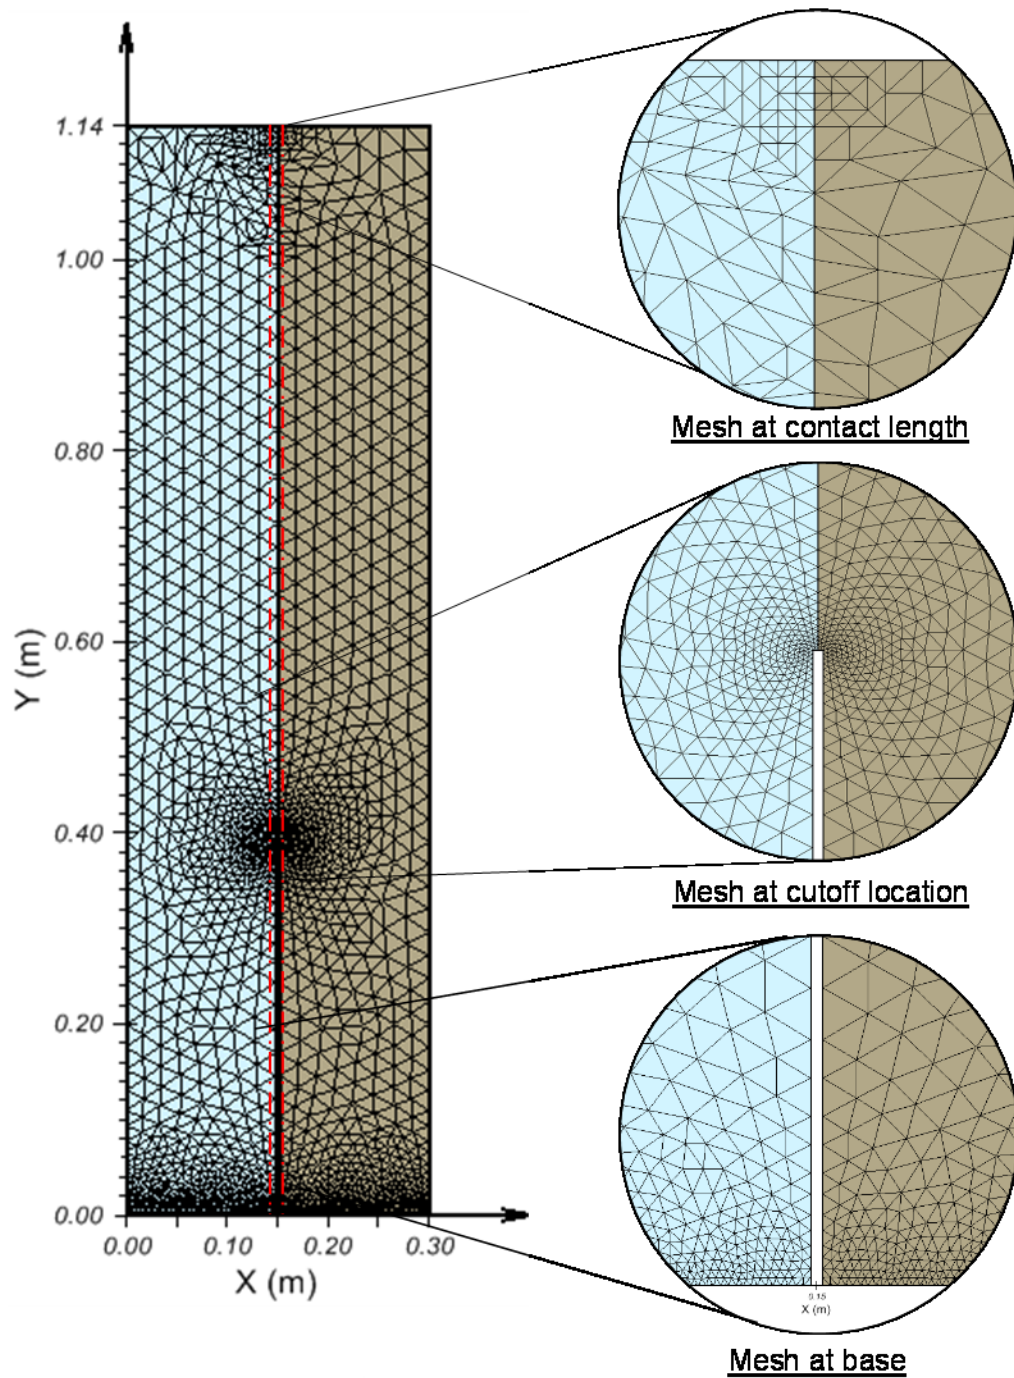 1.14
1.00
0.80
0.60
0.40
0.20
0.00
Y (m)
0.00 0.10 0.20 0.30
X (m)
Mesh at contact length
Mesh at cutoff location
0.15
X (m)
Mesh at base